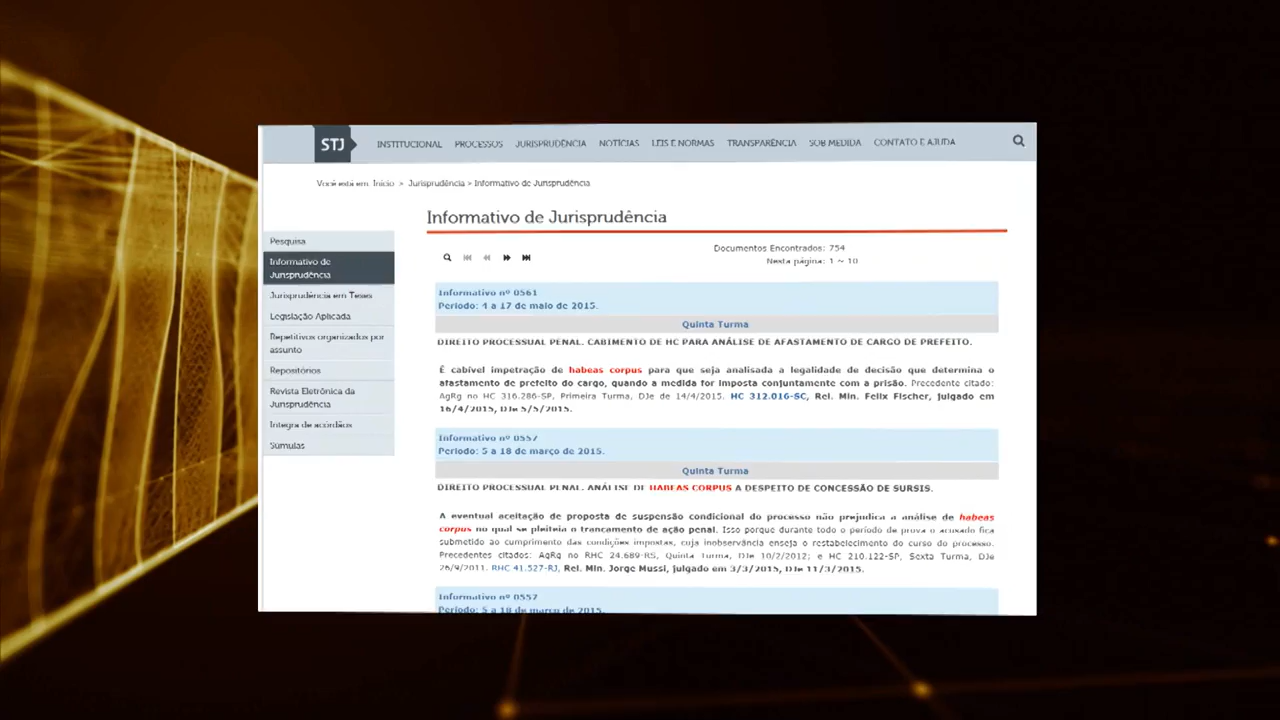 STJ
INSTITUCIONAL PROCESSOS JURISPRUDÊNCIA NOTÍCIAS LEIS E NORMAS TRANSPARÊNCIA SOB MEDIDA CONTATO E AJUDA
Você está em: Início > Jurisprudência > Informativo de Jurisprudência
Informativo de Jurisprudência
Pesquisa
Informativo de
Jurisprudência
Jurisprudência em Teses
Legislação Aplicada
Repetitivos organizados por
assunto
Repositórios
Revista Eletrônica da
Jurisprudência
Íntegra de acórdãos
Súmulas
Documentos Encontrados: 754
Nesta página: 1 ~ 10
Informativo nº 0561
Período: 4 a 17 de maio de 2015.
Quinta Turma
DIREITO PROCESSUAL PENAL. CABIMENTO DE HC PARA ANÁLISE DE AFASTAMENTO DE CARGO DE PREFEITO.
É cabível impetração de habeas corpus para que seja analisada a legalidade de decisão que determina o
afastamento de prefeito do cargo, quando a medida for imposta conjuntamente com a prisão. Precedente citado:
AgRg no HC 316.286-SP, Primeira Turma, DJe de 14/4/2015. HC 312.016-SC, Rel. Min. Felix Fischer, julgado em
16/4/2015, DJe 5/5/2015.
Informativo nº 0557
Período: 5 a 18 de março de 2015.
Quinta Turma
DIREITO PROCESSUAL PENAL. ANÁLISE DE HABEAS CORPUS A DESPEITO DE CONCESSÃO DE SURSIS.
A eventual aceitação de proposta de suspensão condicional do processo não prejudica a análise de habeas
corpus no qual se pleiteia o trancamento de ação penal. Isso porque durante todo o período de prova o acusado fica
submetido ao cumprimento das condições impostas, cuja inobservância enseja o restabelecimento do curso do processo.
Precedentes citados: AgRg no RHC 24.689-RS, Quinta Turma, DJe 10/2/2012; e HC 210.122-SP, Sexta Turma, DJe
26/9/2011. RHC 41.527-RJ, Rel. Min. Jorge Mussi, julgado em 3/3/2015, DJe 11/3/2015.
Informativo nº 0557
Período: 5 a 18 de março de 2015.